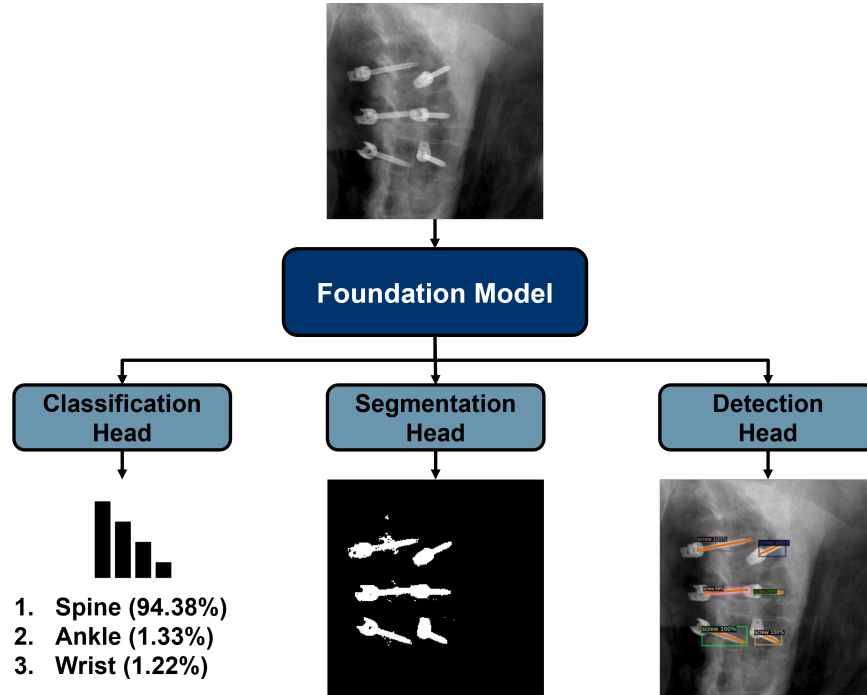 Foundation Model
Classification
Head
Segmentation
Head
Detection
Head
1. Spine (94.38%)
2. Ankle (1.33%)
3. Wrist (1.22%)
screw 100%
screw 100%
screw 100%